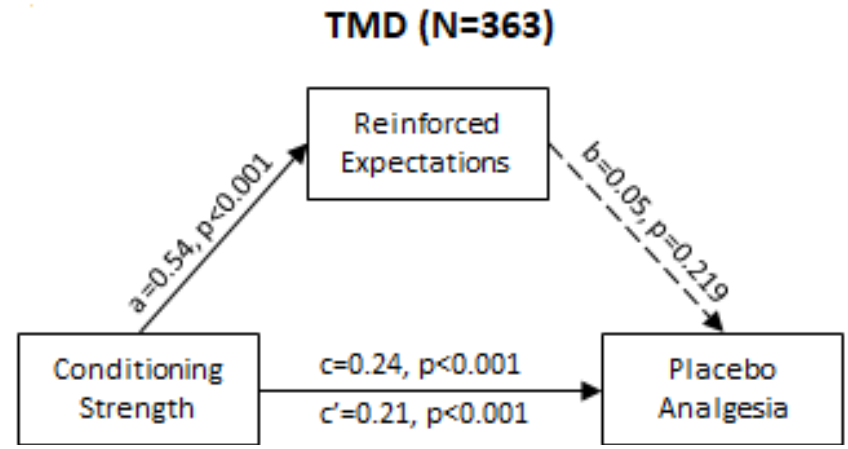 TMD (N=363)
Reinforced
Expectations
a=0.54, p<0.001
b=0.05, p=0.219
Conditioning
Strength
c=0.24, p<0.001
c’=0.21, p<0.001
Placebo
Analgesia